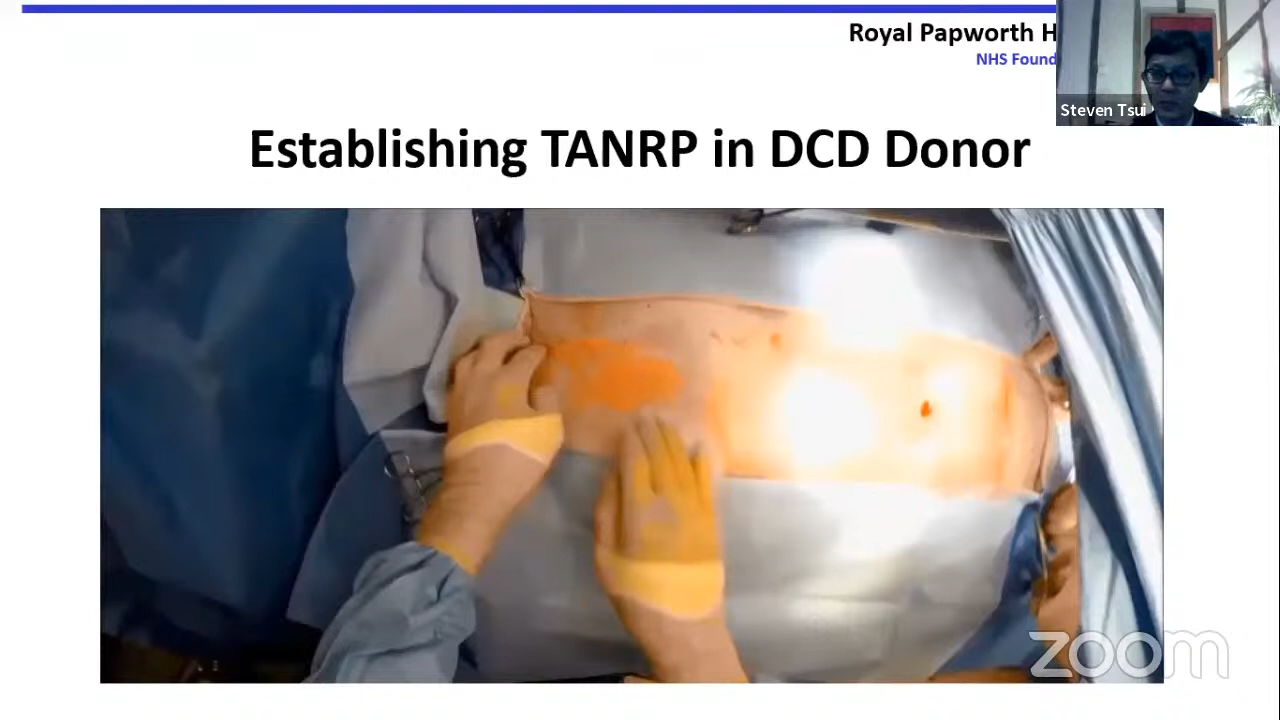 Royal Papworth H
NHS Found
Steven Tsui
Establishing TANRP in DCD Donor
zoom